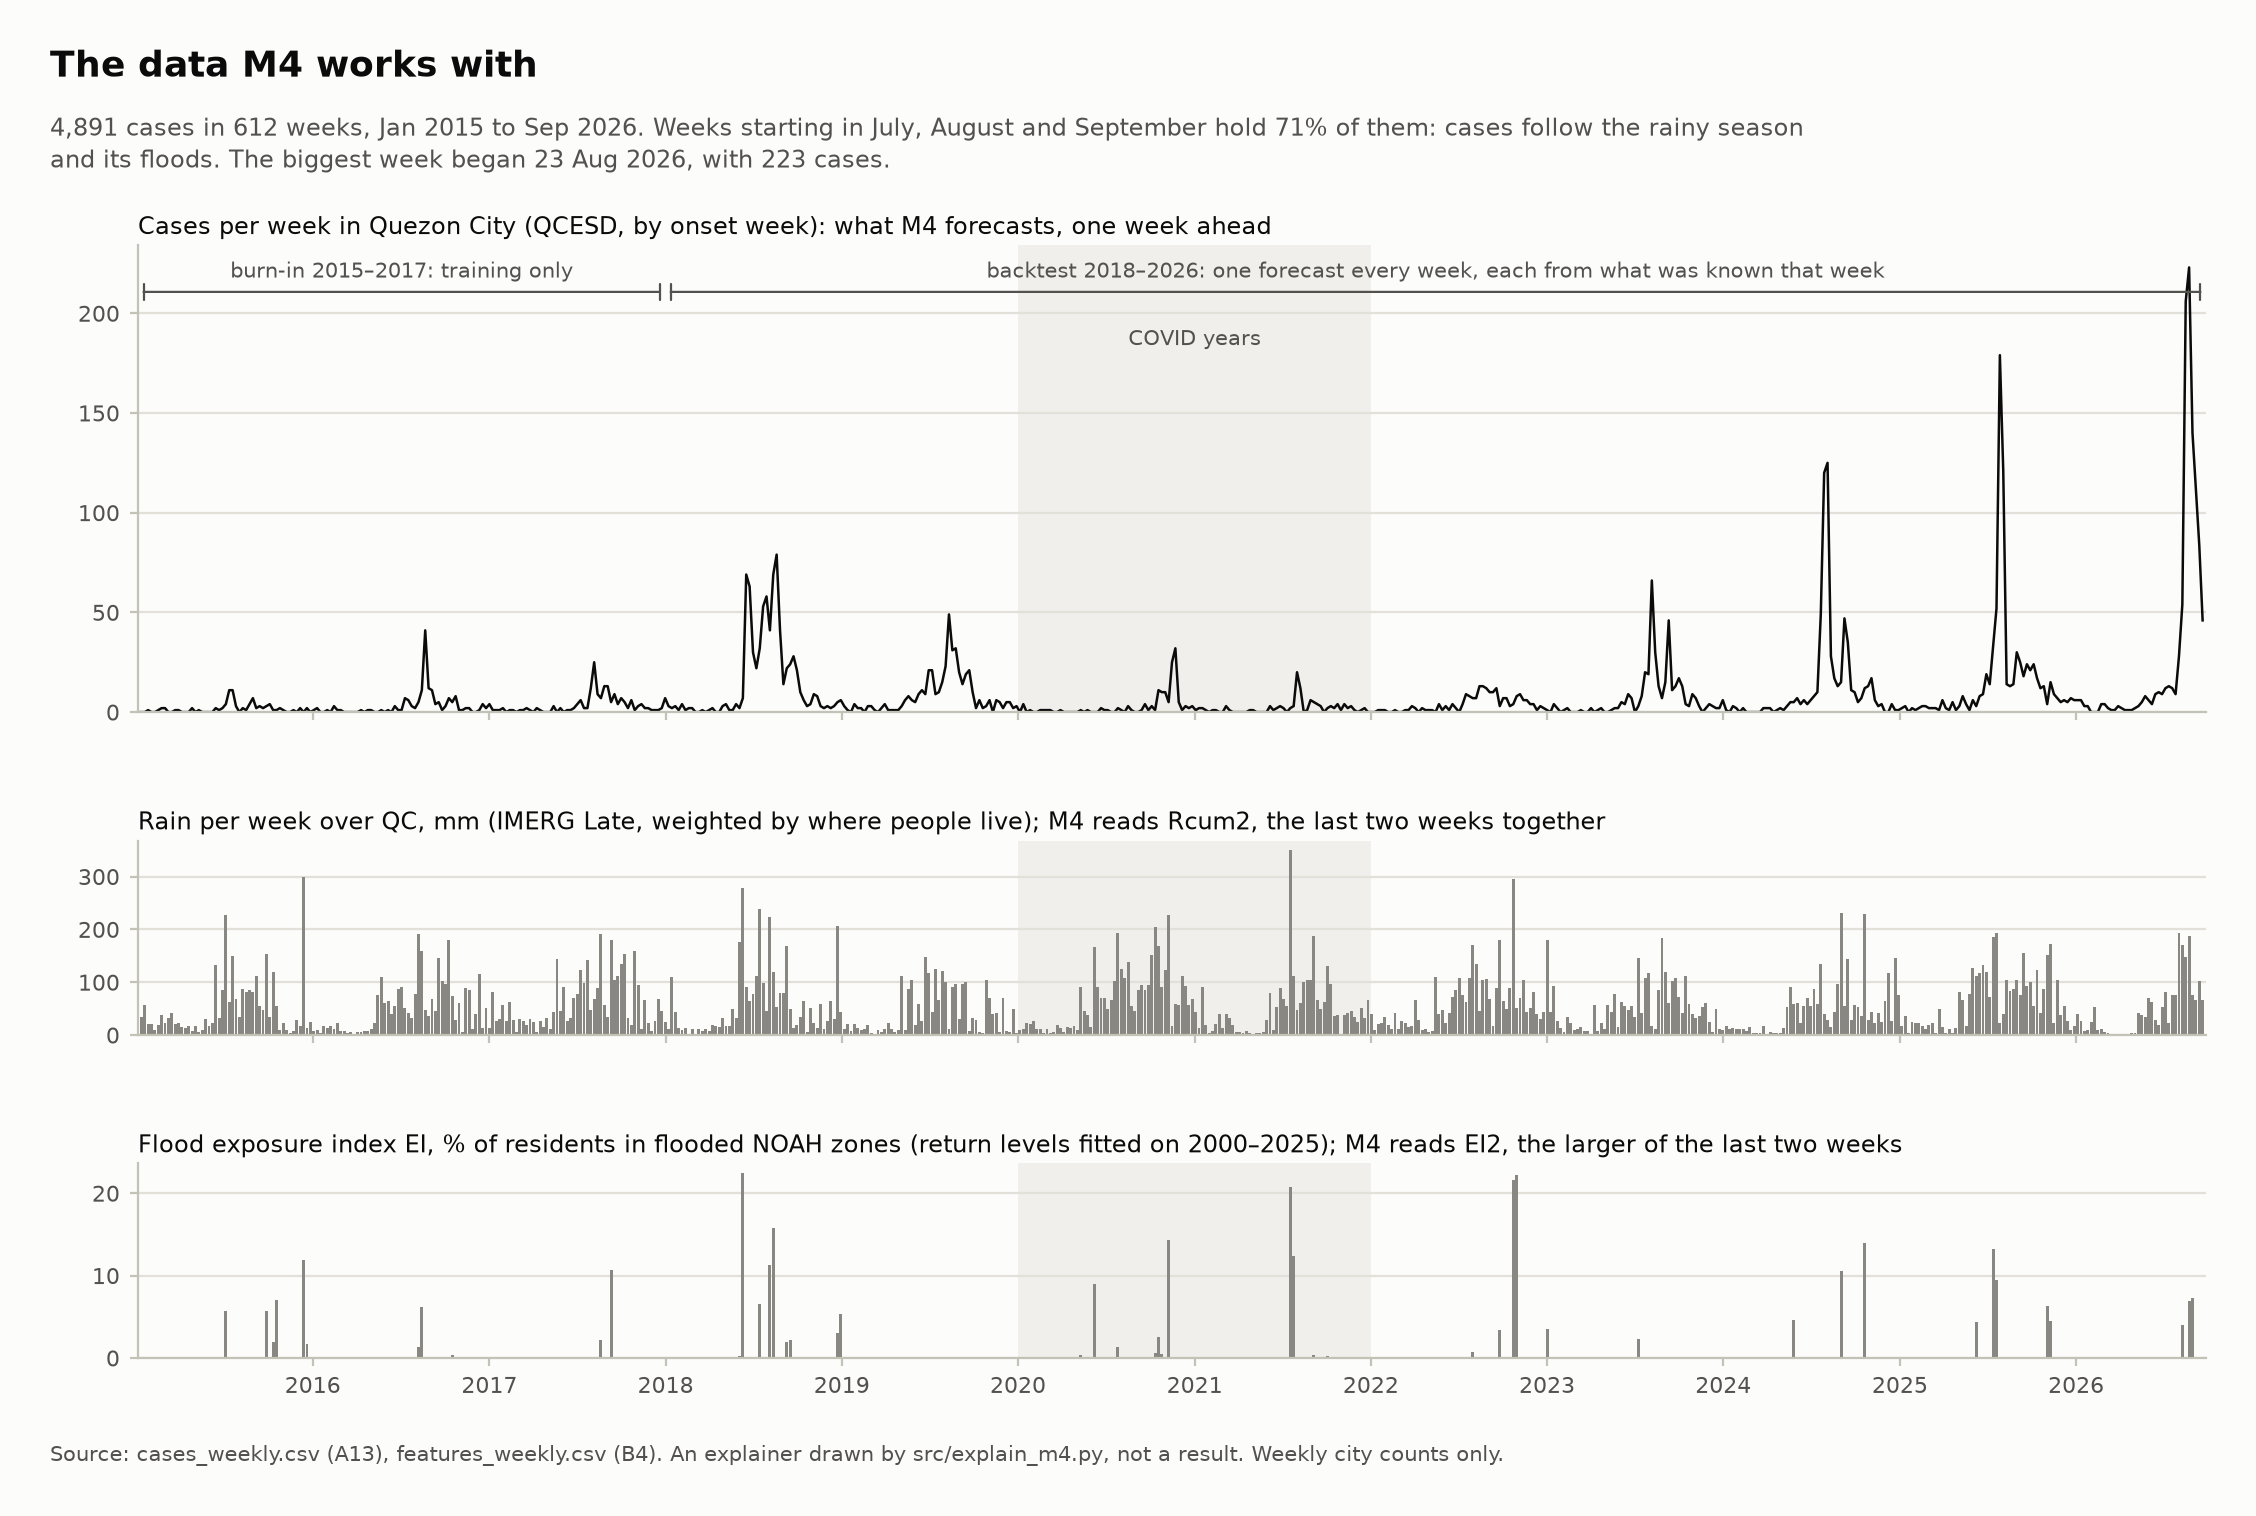 The data M4 works with
4,891 cases in 612 weeks, Jan 2015 to Sep 2026. Weeks starting in July, August and September hold 71% of them: cases follow the rainy season
and its floods. The biggest week began 23 Aug 2026, with 223 cases.
Cases per week in Quezon City (QCESD, by onset week): what M4 forecasts, one week ahead
burn-in 2015–2017: training only
backtest 2018–2026: one forecast every week, each from what was known that week
COVID years
200
150
100
50
0
Rain per week over QC, mm (IMERG Late, weighted by where people live); M4 reads Rcum2, the last two weeks together
300
200
100
0
Flood exposure index EI, % of residents in flooded NOAH zones (return levels fitted on 2000–2025); M4 reads EI2, the larger of the last two weeks
20
10
0
2016 2017 2018 2019 2020 2021 2022 2023 2024 2025 2026
Source: cases_weekly.csv (A13), features_weekly.csv (B4). An explainer drawn by src/explain_m4.py, not a result. Weekly city counts only.